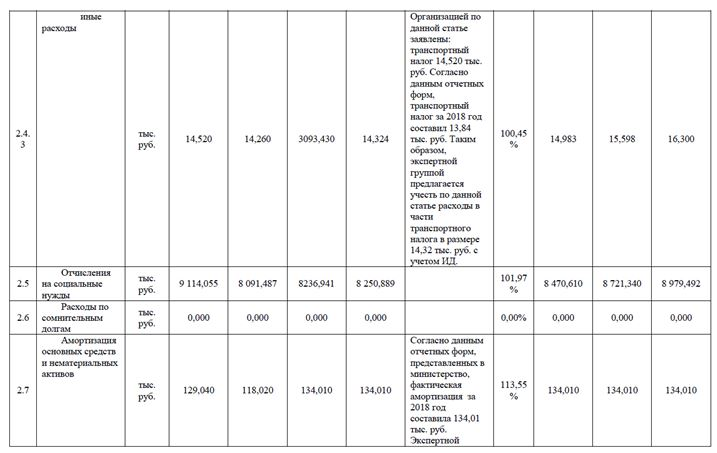 иные
расходы
2.4.
3
тыс.
руб.
14,520
14,260
3093,430
14,324
Организацией по
данной статье
заявлены:
транспортный
налог 14,520 тыс.
руб. Согласно
данным отчетных
форм,
транспортный
налог за 2018 год
составил 13,84
тыс. руб. Таким
образом,
экспертной
группой
предлагается
учесть по данной
статье расходы в
части
транспортного
налога в размере
14,32 тыс. руб. с
учетом ИД.
100,45
%
14,983
15,598
16,300
2.5
Отчисления
на социальные
нужды
тыс.
руб.
9 114,055
8 091,487
8236,941
8 250,889
101,97
%
8 470,610
8 721,340
8 979,492
2.6
Расходы по
сомнительным
долгам
тыс.
руб.
0,000
0,000
0,000
0,000
0,00%
0,000
0,000
0,000
2.7
Амортизация
основных средств
и нематериальных
активов
тыс.
руб.
129,040
118,020
134,010
134,010
Согласно данным
отчетных форм,
представленных в
министерство,
фактическая
амортизация за
2018 год
составила 134,01
тыс. руб.
Экспертной
113,55
%
134,010
134,010
134,010